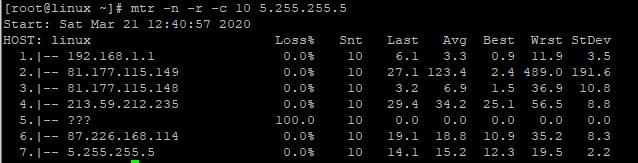 [root@linux ~]# mtr -n -r -c 10 5.255.255.5
Start: Sat Mar 21 12:40:57 2020
HOST: linux Loss% Snt Last Avg Best Wrst StDev
1.|-- 192.168.1.1 0.0% 10 6.1 3.3 0.9 11.9 3.5
2.|-- 81.177.115.149 0.0% 10 27.1 123.4 2.4 489.0 191.6
3.|-- 81.177.115.148 0.0% 10 3.2 6.9 1.5 36.9 10.8
4.|-- 213.59.212.235 0.0% 10 29.4 34.2 25.1 56.5 8.8
5.|-- ??? 100.0 10 0.0 0.0 0.0 0.0 0.0
6.|-- 87.226.168.114 0.0% 10 19.1 18.8 10.9 35.2 8.3
7.|-- 5.255.255.5 0.0% 10 14.1 15.2 12.3 19.5 2.2